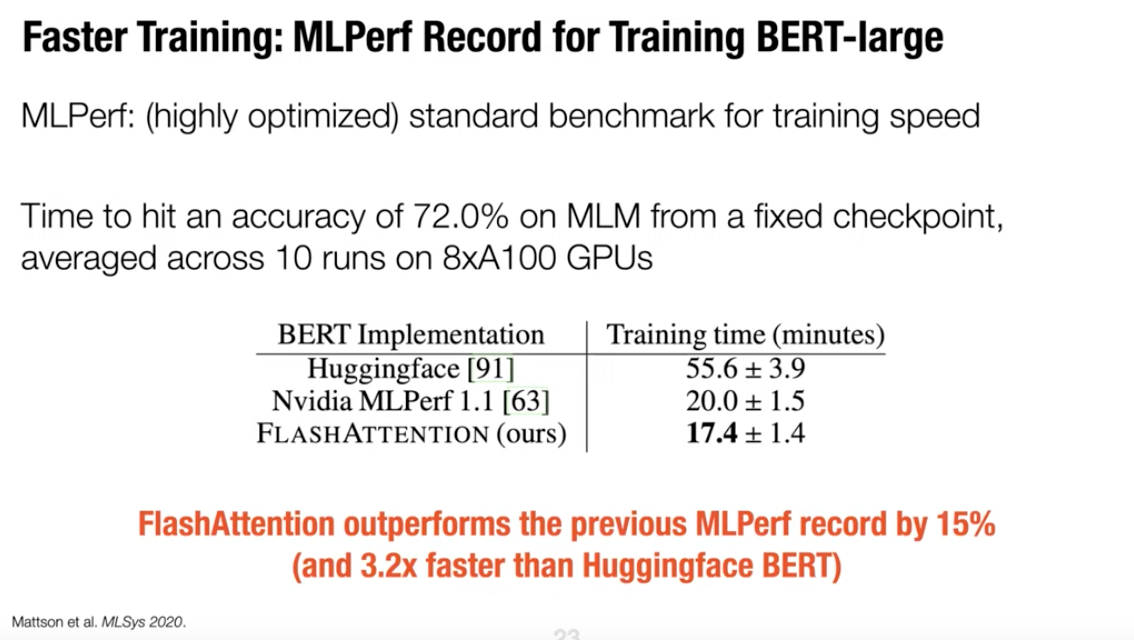 Faster Training: MLPerf Record for Training BERT-large
MLPerf: (highly optimized) standard benchmark for training speed
Time to hit an accuracy of 72.0% on MLM from a fixed checkpoint,
averaged across 10 runs on 8xA100 GPUs
BERT Implementation Training time (minutes)
Huggingface [91] 55.6 ± 3.9
Nvidia MLPerf 1.1 [63] 20.0 ± 1.5
FLASHATTENTION (ours) 17.4 ± 1.4
FlashAttention outperforms the previous MLPerf record by 15%
(and 3.2x faster than Huggingface BERT)
Mattson et al. MLSys 2020.
23